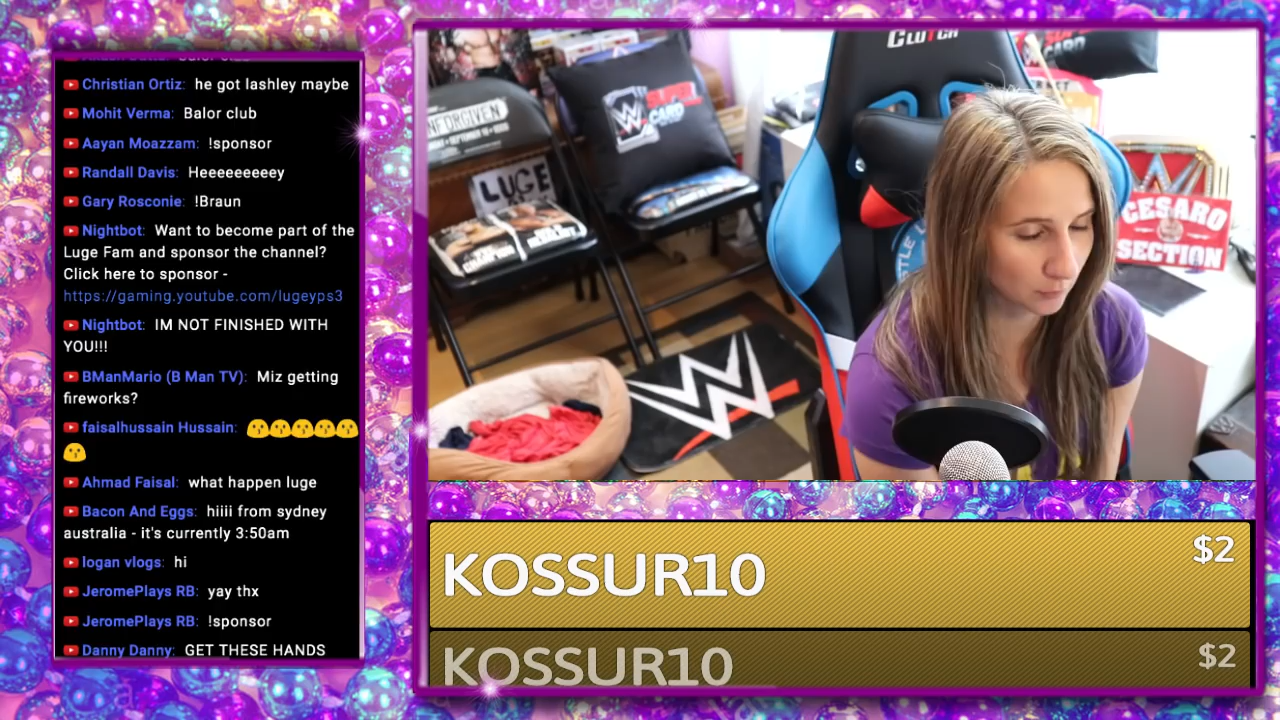 Christian Ortiz: he got lashley maybe
Mohit Verma: Balor club
Aayan Moazzam: !sponsor
Randall Davis: Heeeeeeeeey
Gary Rosconie: !Braun
Nightbot: Want to become part of the
Luge Fam and sponsor the channel?
Click here to sponsor -
https://gaming.youtube.com/lugeyps3
Nightbot: IM NOT FINISHED WITH
YOU!!!
BManMario (B Man TV): Miz getting
fireworks?
faisalhussain Hussain:
Ahmad Faisal: what happen luge
Bacon And Eggs: hiiii from sydney
australia - it's currently 3:50am
logan vlogs: hi
JeromePlays RB: yay thx
JeromePlays RB: !sponsor
Danny Danny: GET THESE HANDS
CLUTCH
CARD
NFORGIVEN
SUPER
CARD
LUGE
CESARO
SECTION
KOSSUR10
$2
KOSSUR10
$2